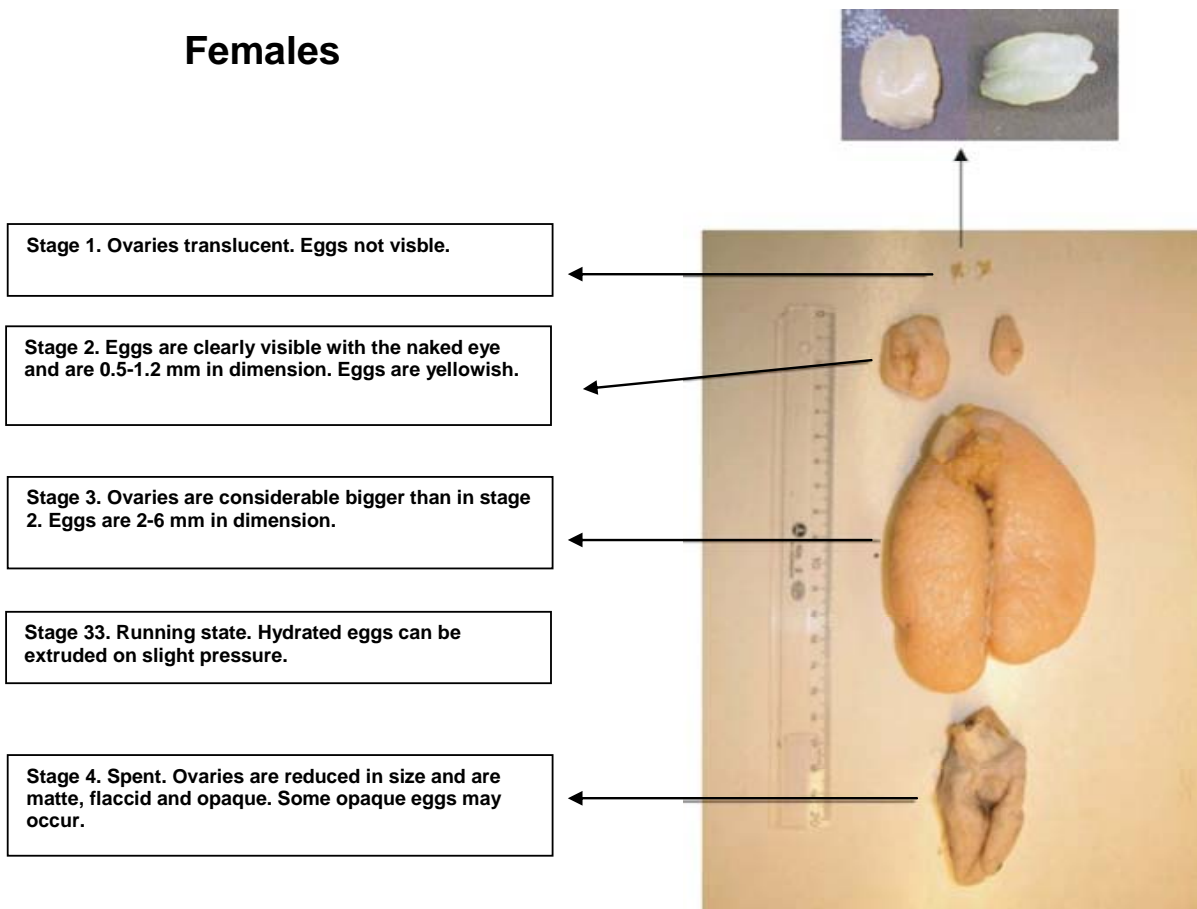 Females
Stage 1. Ovaries translucent. Eggs not visble.
Stage 2. Eggs are clearly visible with the naked eye
and are 0.5-1.2 mm in dimension. Eggs are yellowish.
Stage 3. Ovaries are considerable bigger than in stage
2. Eggs are 2-6 mm in dimension.
Stage 33. Running state. Hydrated eggs can be
extruded on slight pressure.
Stage 4. Spent. Ovaries are reduced in size and are
matte, flaccid and opaque. Some opaque eggs may
occur.